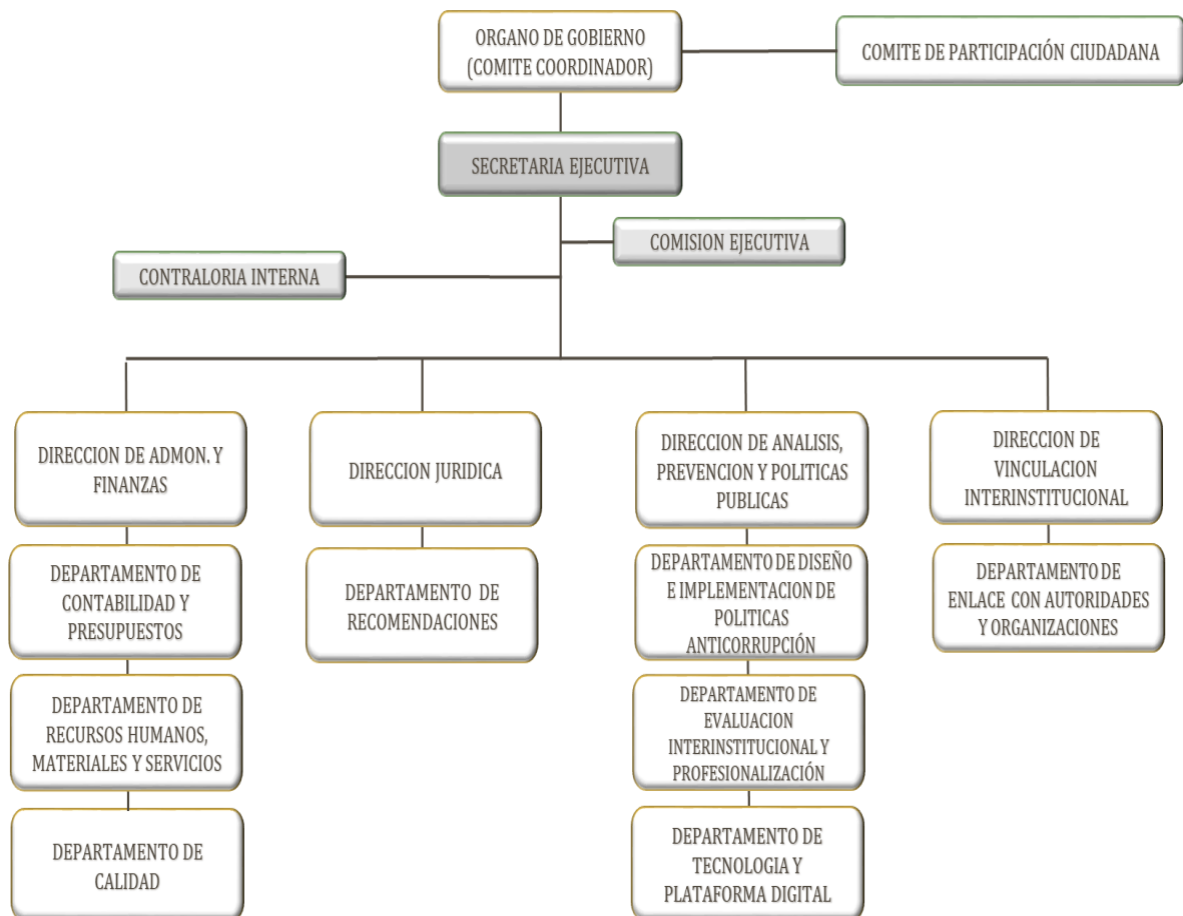 ORGANO DE GOBIERNO
(COMITE COORDINADOR)
COMITE DE PARTICIPACIÓN CIUDADANA
SECRETARIA EJECUTIVA
COMISION EJECUTIVA
CONTRALORIA INTERNA
DIRECCION DE ADMON. Y
FINANZAS
DIRECCION JURIDICA
DIRECCION DE ANALISIS,
PREVENCION Y POLITICAS
PUBLICAS
DIRECCION DE
VINCULACION
INTERINSTITUCIONAL
DEPARTAMENTO DE
CONTABILIDAD Y
PRESUPUESTOS
DEPARTAMENTO DE
RECOMENDACIONES
DEPARTAMENTO DE DISEÑO
E IMPLEMENTACION DE
POLITICAS
ANTICORRUPCIÓN
DEPARTAMENTO DE
ENLACE CON AUTORIDADES
Y ORGANIZACIONES
DEPARTAMENTO DE
RECURSOS HUMANOS,
MATERIALES Y SERVICIOS
DEPARTAMENTO DE
EVALUACION
INTERINSTITUCIONAL Y
PROFESIONALIZACIÓN
DEPARTAMENTO DE
CALIDAD
DEPARTAMENTO DE
TECNOLOGIA Y
PLATAFORMA DIGITAL